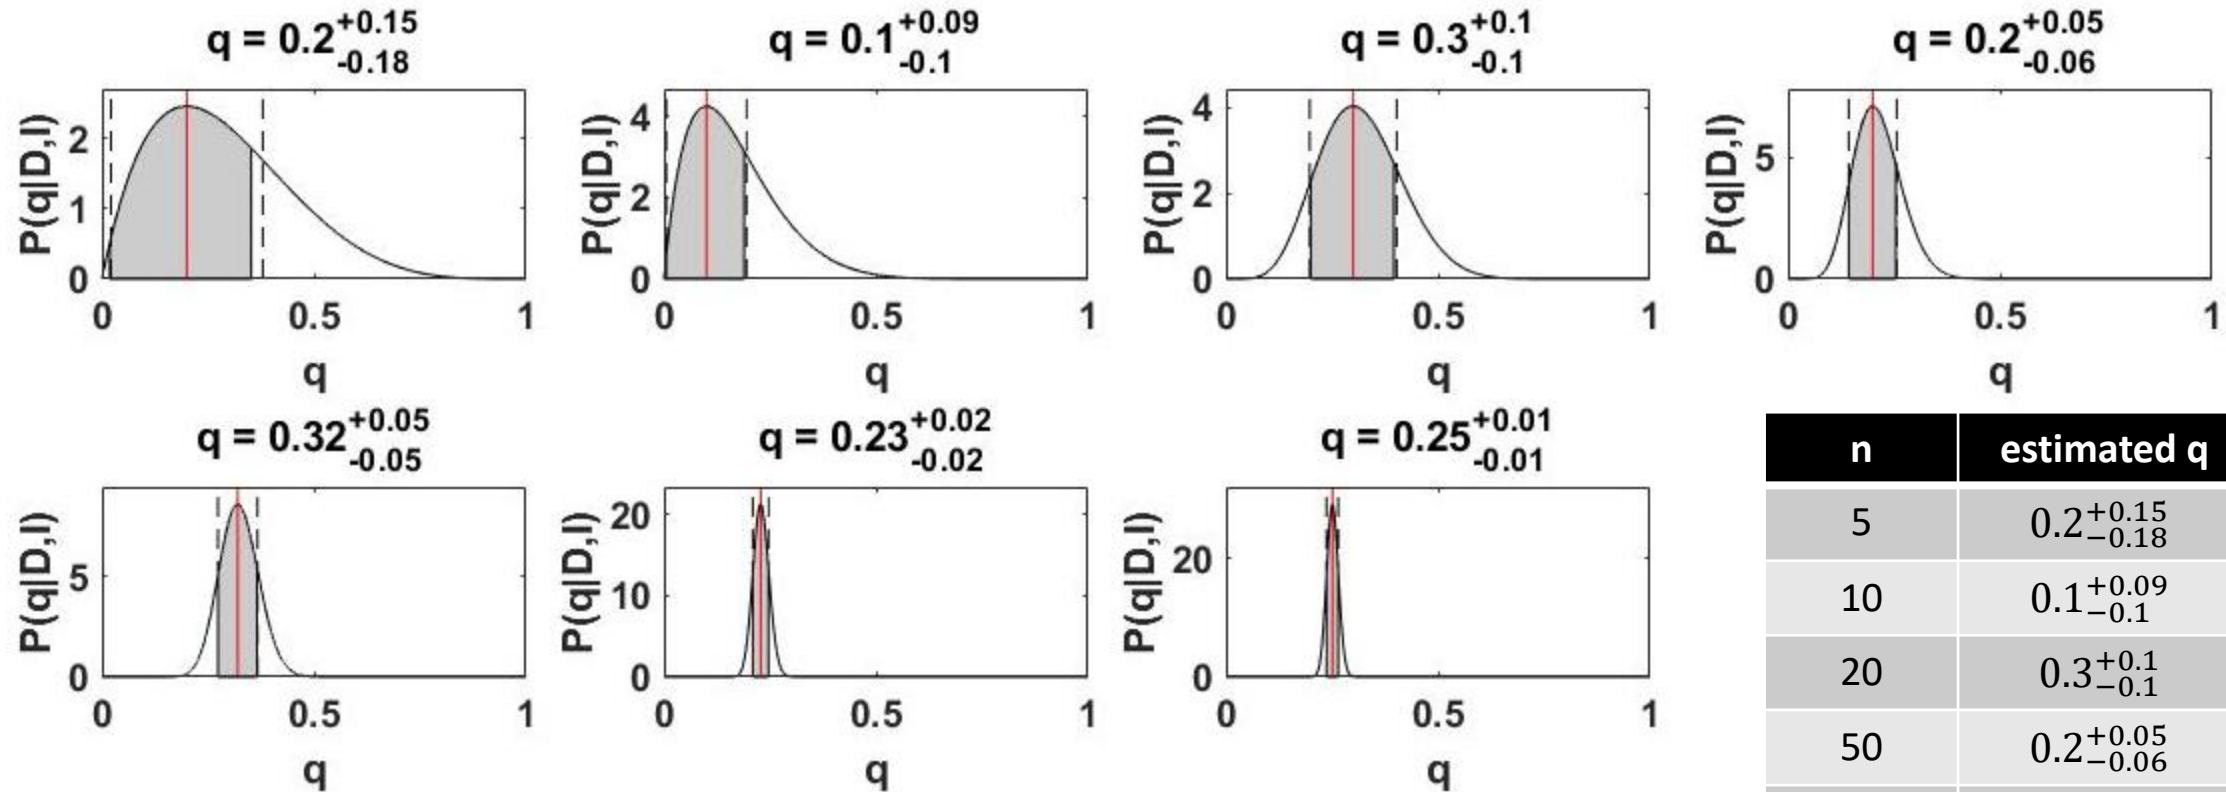 q = 0.2 +0.15 -0.18
P(q|D,I)
2
1
0
0 0.5 1
q
q = 0.1 +0.09 -0.1
P(q|D,I)
4
2
0
0 0.5 1
q
q = 0.3 +0.1 -0.1
P(q|D,I)
4
2
0
0 0.5 1
q
q = 0.2 +0.05 -0.06
P(q|D,I)
5
0
0 0.5 1
q
q = 0.32 +0.05 -0.05
P(q|D,I)
5
0
0 0.5 1
q
q = 0.23 +0.02 -0.02
P(q|D,I)
20
10
0
0 0.5 1
q
q = 0.25 +0.01 -0.01
P(q|D,I)
20
0
0 0.5 1
q
n estimated q
5 0.2 +0.15 −0.18
10 0.1 +0.09 −0.1
20 0.3 +0.1 −0.1
50 0.2 +0.05 −0.06